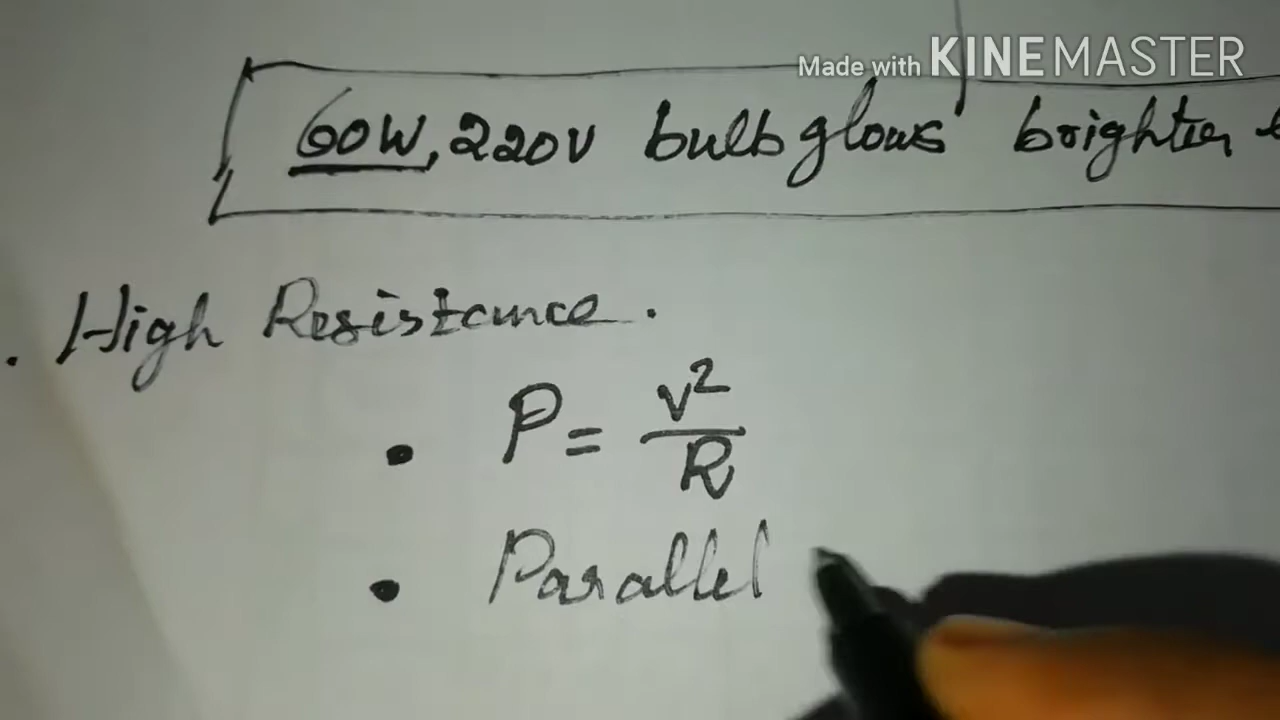 Made with KINEMASTER
60W, 220V bulb glows brighter
. High Resistance.
• P = V²/R
• Parallel